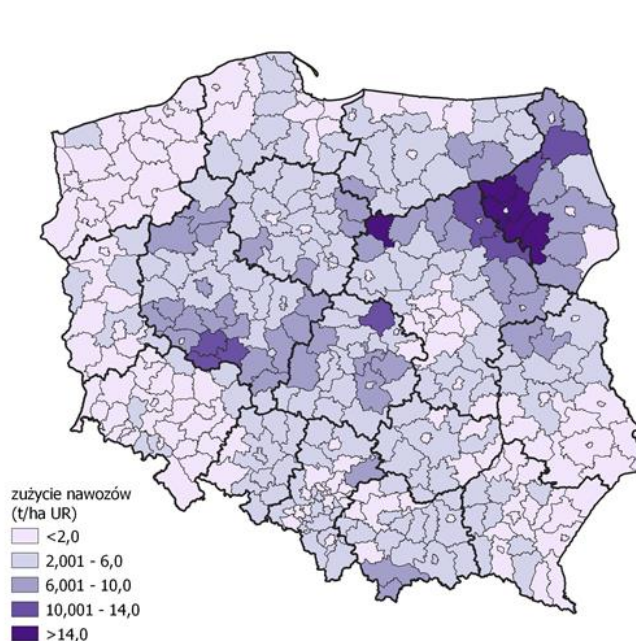 zużycie nawozów
(t/ha UR)
<2,0
2,001 - 6,0
6,001 - 10,0
10,001 - 14,0
>14,0